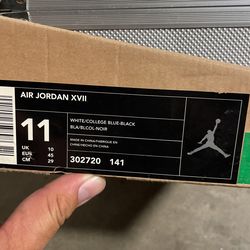 AIR JORDAN XVII
11
UK 10
EUR 45
CM 29
WHITE/COLLEGE BLUE-BLACK
BLA/BLCOL-NOIR
MADE IN CHINA/FABRIQUE EN
CHINE/HECHO EN CHINA
302720 141